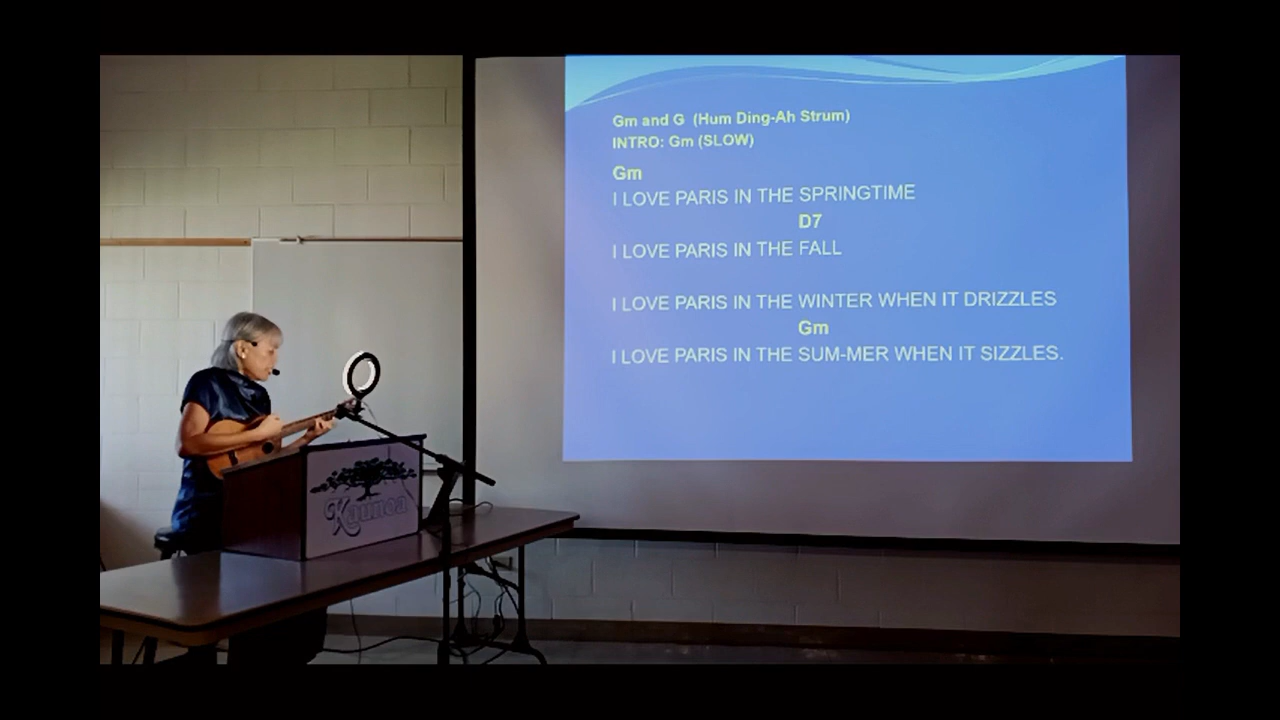 Gm and G (Hum Ding-Ah Strum)
INTRO: Gm (SLOW)
Gm
I LOVE PARIS IN THE SPRINGTIME
D7
I LOVE PARIS IN THE FALL
I LOVE PARIS IN THE WINTER WHEN IT DRIZZLES
Gm
I LOVE PARIS IN THE SUM-MER WHEN IT SIZZLES.
Kaunoa